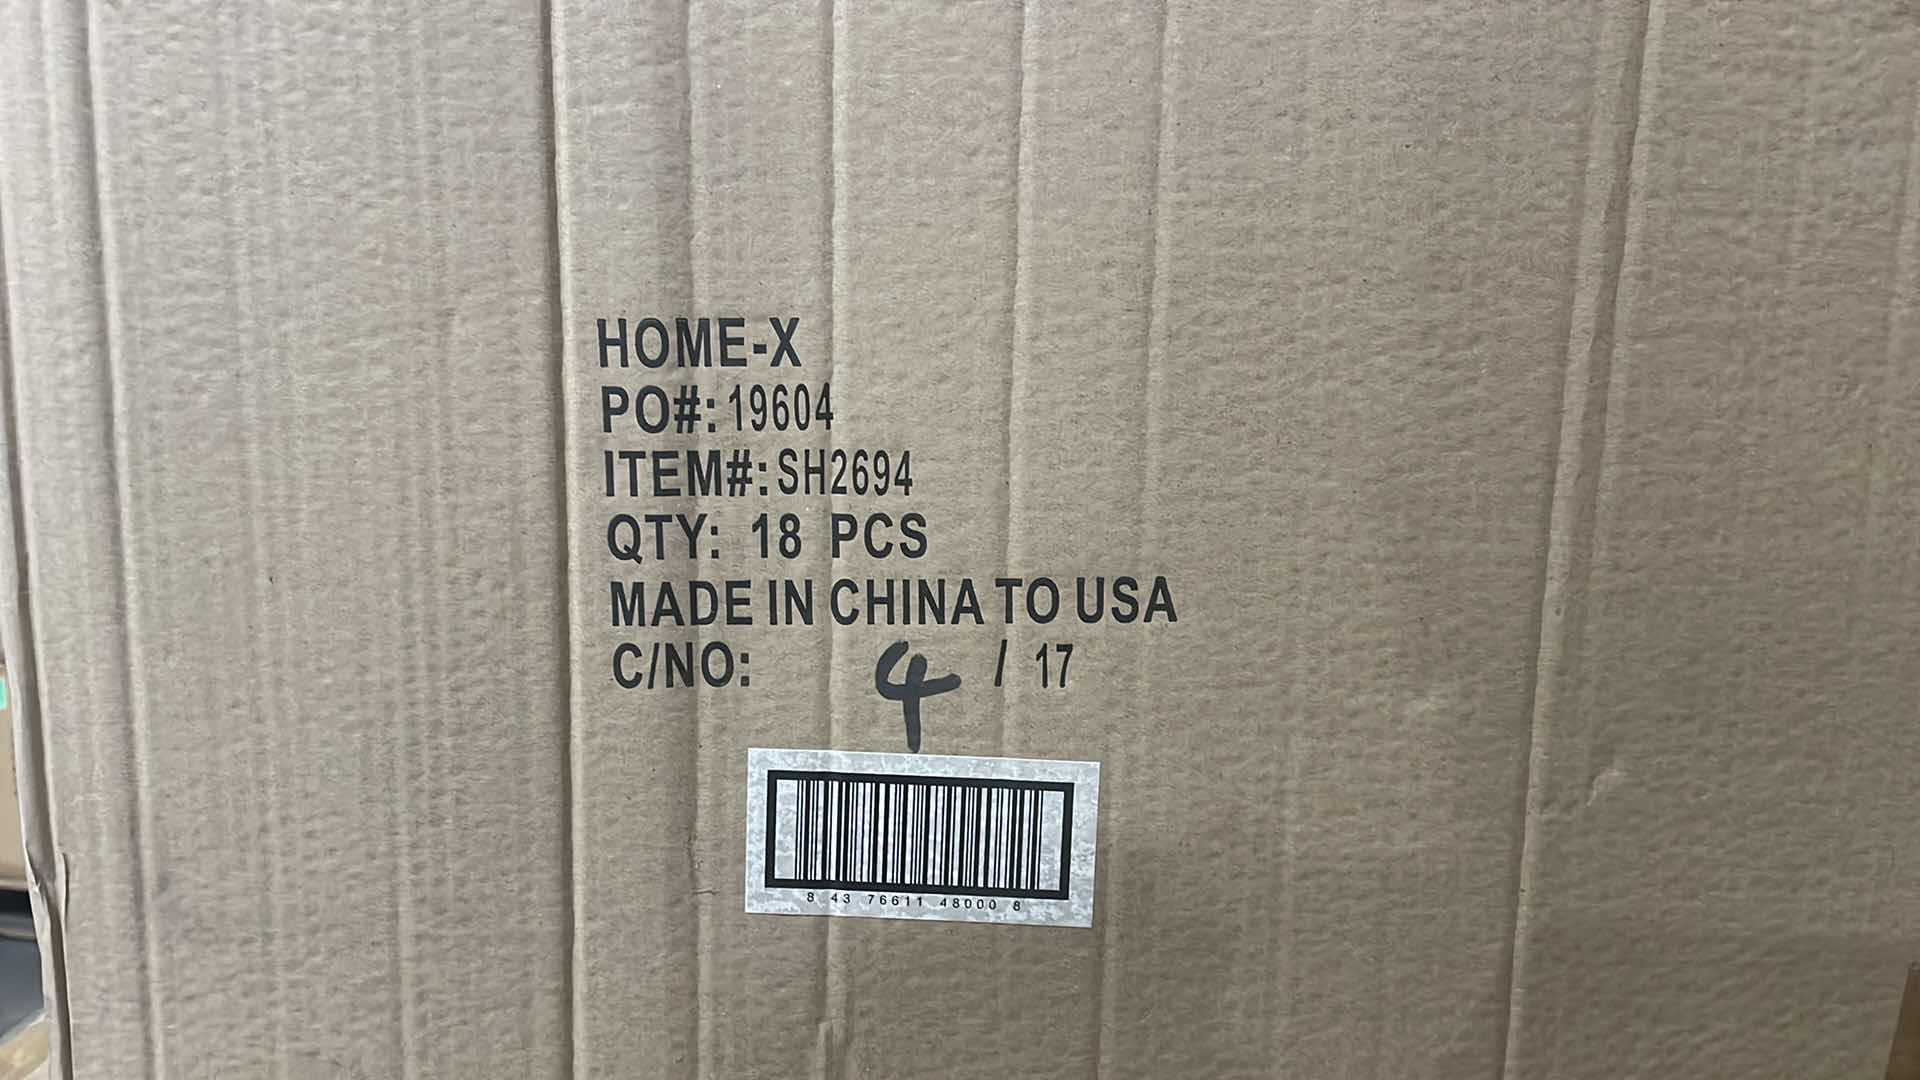 HOME-X
PO#: 19604
ITEM#: SH2694
QTY: 18 PCS
MADE IN CHINA TO USA
C/NO: 4 / 17
8 43 76611 48000 8